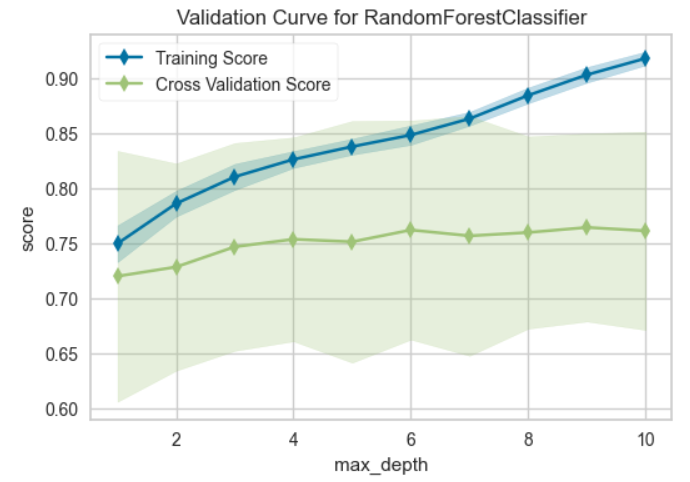 Validation Curve for RandomForestClassifier
Training Score
Cross Validation Score
0.90
0.85
0.80
0.75
0.70
0.65
0.60
score
2 4 6 8 10
max_depth